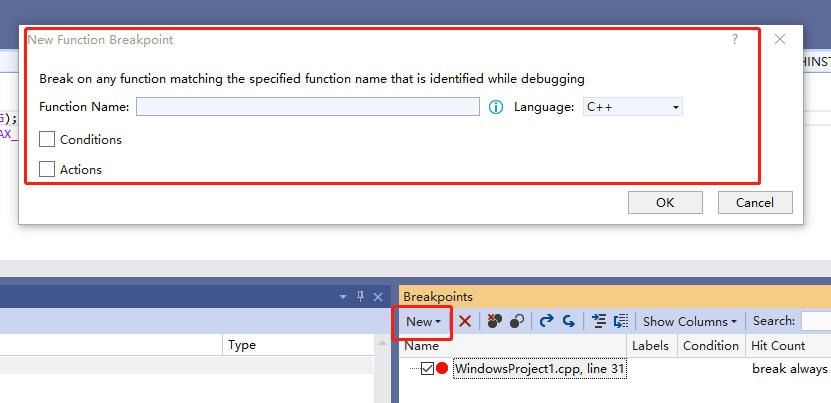 New Function Breakpoint
?
HINST
Break on any function matching the specified function name that is identified while debugging
Function Name:
Language: C++
);
AX_
Conditions
Actions
OK Cancel
Breakpoints
New
Show Columns
Search:
Type
Name Labels Condition Hit Count
WindowsProject1.cpp, line 31 break always